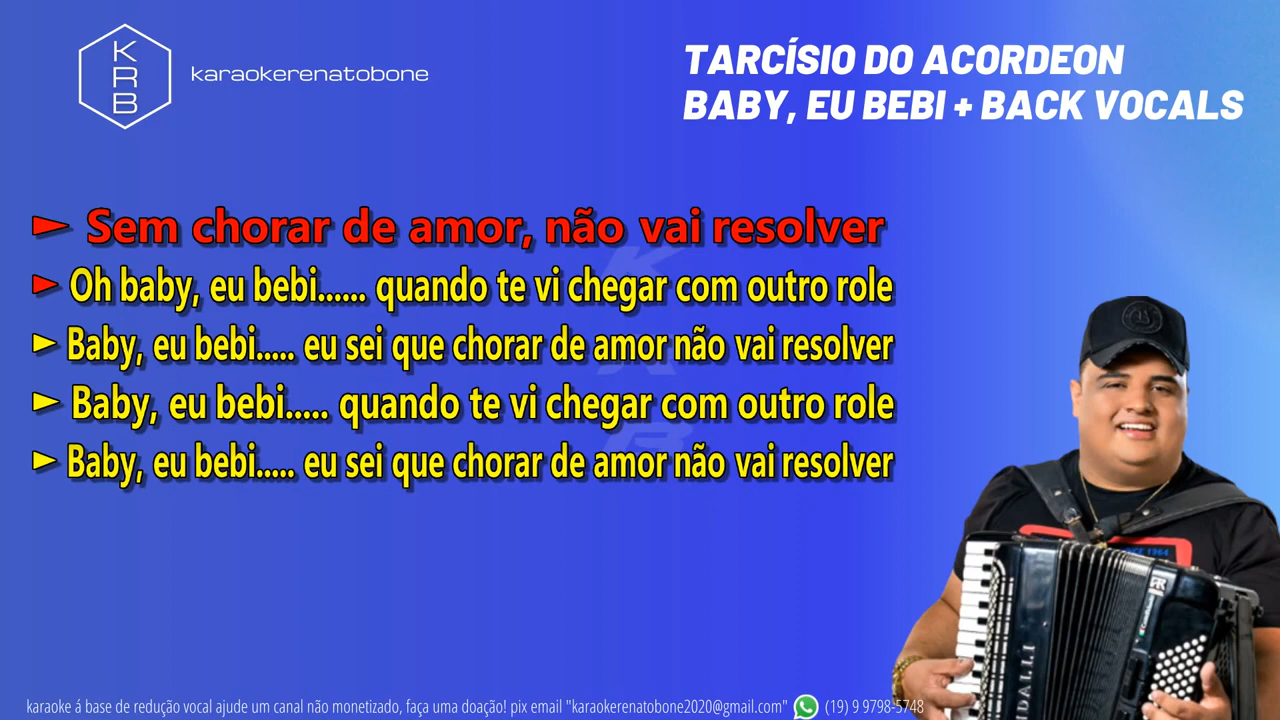 K
R
B
karaokerenatobone
TARCÍSIO DO ACORDEON
BABY, EU BEBI + BACK VOCALS
Sem chorar de amor, não vai resolver
Oh baby, eu bebi...... quando te vi chegar com outro role
Baby, eu bebi..... eu sei que chorar de amor não vai resolver
Baby, eu bebi..... quando te vi chegar com outro role
Baby, eu bebi..... eu sei que chorar de amor não vai resolver
K
R
B
karaoke á base de redução vocal ajude um canal não monetizado, faça uma doação! pix email "karaokerenatobone2020@gmail.com" (19) 9 9798-5748